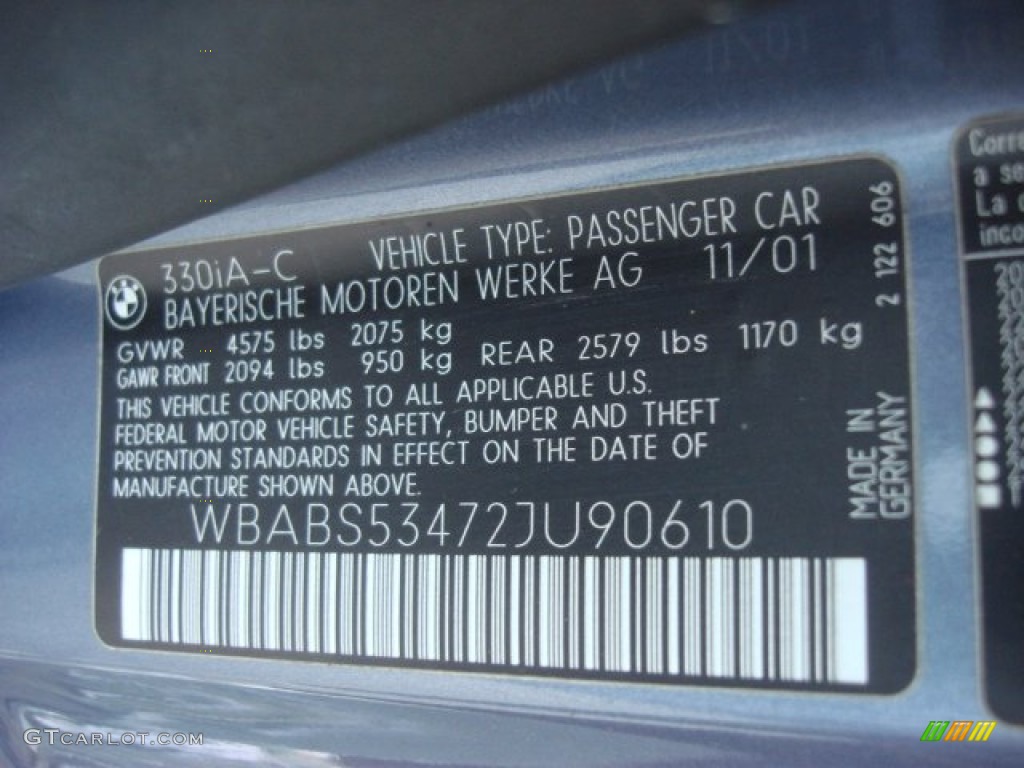 330iA-C VEHICLE TYPE: PASSENGER CAR
BAYERISCHE MOTOREN WERKE AG 11/01
GVWR 4575 lbs 2075 kg
GAWR FRONT 2094 lbs 950 kg REAR 2579 lbs 1170 kg
THIS VEHICLE CONFORMS TO ALL APPLICABLE U.S.
FEDERAL MOTOR VEHICLE SAFETY, BUMPER AND THEFT
PREVENTION STANDARDS IN EFFECT ON THE DATE OF
MANUFACTURE SHOWN ABOVE.
WBABS53472JU90610
2 122 606
MADE IN
GERMANY
a
La
GTcarlot.com